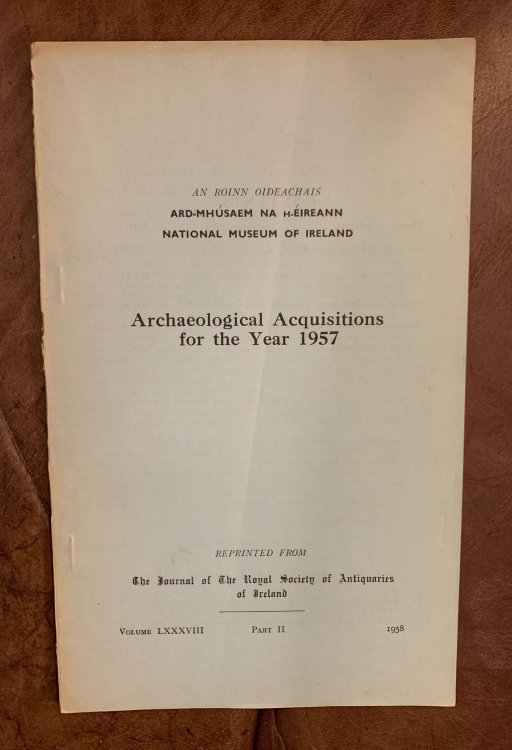 AN ROINN OIDEACHAIS
ARD-MHÚSAEM NA H-ÉIREANN
NATIONAL MUSEUM OF IRELAND
Archaeological Acquisitions
for the Year 1957
REPRINTED FROM
The Journal of The Royal Society of Antiquaries
of Ireland
VOLUME LXXXVIII PART II 1958